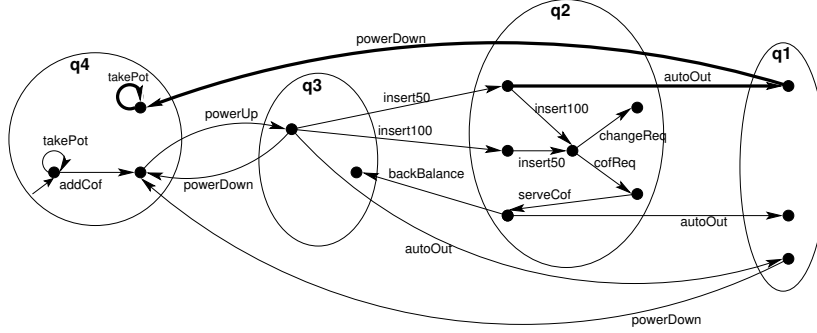 q2
powerDown
q1
q4
takePot
q3
autoOut
insert50
powerUp
insert100
takePot
insert100
changeReq
insert50
cofReq
addCof
powerDown
backBalance
serveCof
autoOut
autoOut
powerDown